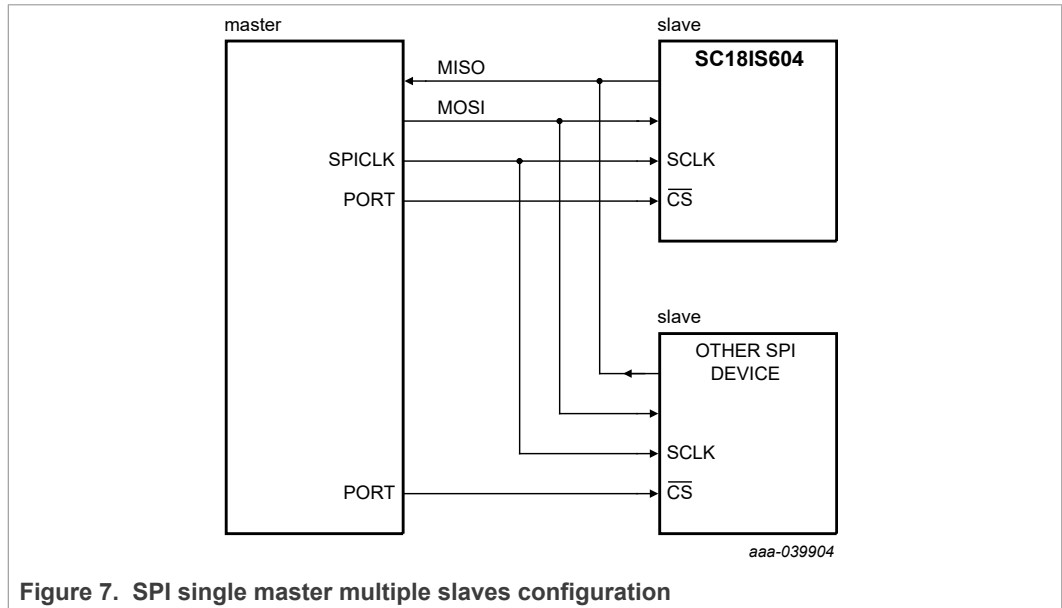 master
slave
SC18IS604
MISO
MOSI
SPICLK
SCLK
PORT
CS
slave
OTHER SPI
DEVICE
SCLK
PORT
CS
aaa-039904
Figure 7. SPI single master multiple slaves configuration